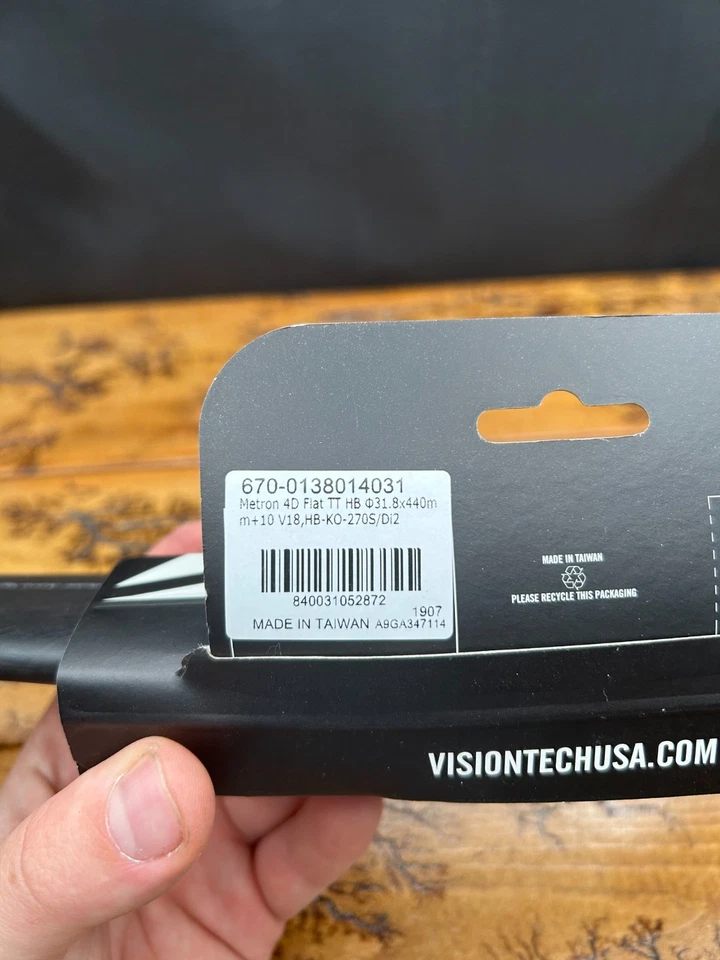 670-0138014031
Metron 4D Flat TT HB Φ31.8x440m
m+10 V18,HB-KO-270S/Di2
840031052872
1907
MADE IN TAIWAN A9GA347114
MADE IN TAIWAN
PLEASE RECYCLE THIS PACKAGING
VISIONTECHUSA.COM